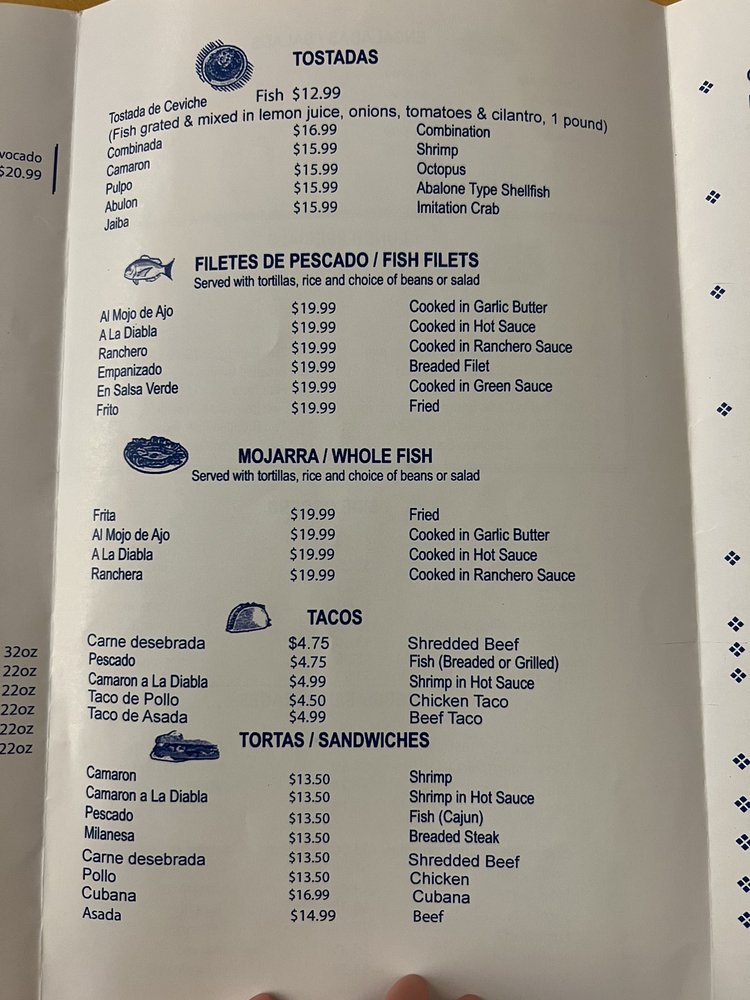 TOSTADAS
Tostada de Ceviche Fish $12.99
(Fish grated & mixed in lemon juice, onions, tomatoes & cilantro, 1 pound)
Combinada $16.99 Combination
Camaron $15.99 Shrimp
Pulpo $15.99 Octopus
Abulon $15.99 Abalone Type Shellfish
Jaiba $15.99 Imitation Crab
FILETES DE PESCADO / FISH FILETS
Served with tortillas, rice and choice of beans or salad
Al Mojo de Ajo $19.99 Cooked in Garlic Butter
A La Diabla $19.99 Cooked in Hot Sauce
Ranchero $19.99 Cooked in Ranchero Sauce
Empanizado $19.99 Breaded Filet
En Salsa Verde $19.99 Cooked in Green Sauce
Frito $19.99 Fried
MOJARRA / WHOLE FISH
Served with tortillas, rice and choice of beans or salad
Frita $19.99 Fried
Al Mojo de Ajo $19.99 Cooked in Garlic Butter
A La Diabla $19.99 Cooked in Hot Sauce
Ranchera $19.99 Cooked in Ranchero Sauce
TACOS
Carne desebrada $4.75 Shredded Beef
Pescado $4.75 Fish (Breaded or Grilled)
Camaron a La Diabla $4.99 Shrimp in Hot Sauce
Taco de Pollo $4.50 Chicken Taco
Taco de Asada $4.99 Beef Taco
TORTAS / SANDWICHES
Camaron $13.50 Shrimp
Camaron a La Diabla $13.50 Shrimp in Hot Sauce
Pescado $13.50 Fish (Cajun)
Milanesa $13.50 Breaded Steak
Carne desebrada $13.50 Shredded Beef
Pollo $13.50 Chicken
Cubana $16.99 Cubana
Asada $14.99 Beef
vocado
$20.99
32oz
22oz
22oz
22oz
22oz
22oz